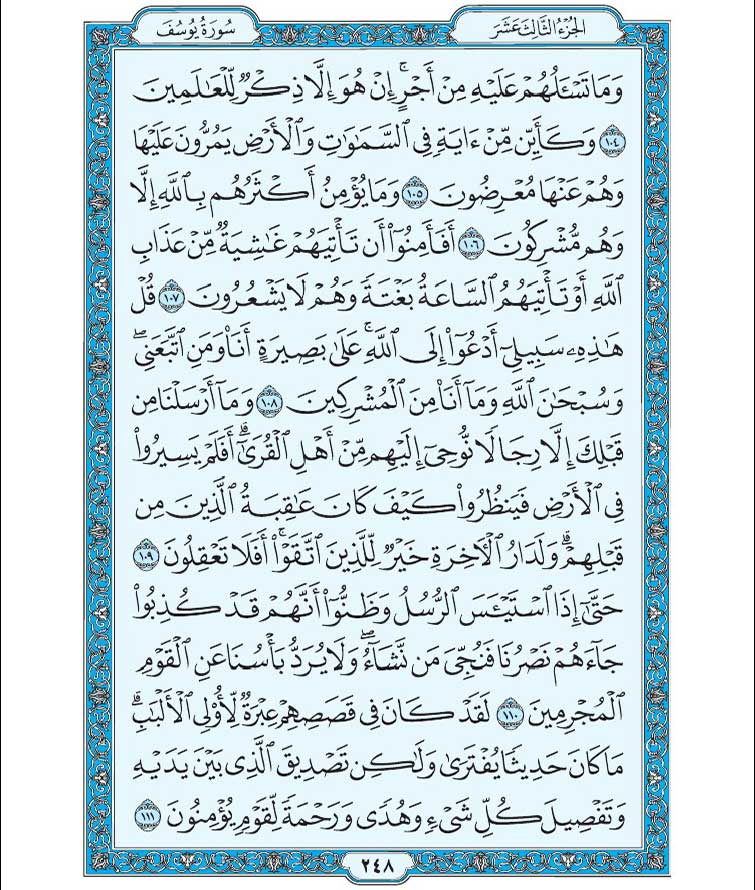 الجُزءُ الثَّالِثَ عَشَرَ
سُورَةُ يُوسُفَ
وَمَا تَسْـَٔلُهُمْ عَلَيْهِ مِنْ أَجْرٍۚ إِنْ هُوَ إِلَّا ذِكْرٌ لِّلْعَـٰلَمِينَ
١٠٤ وَكَأَيِّن مِّنْ ءَايَةٍ فِى ٱلسَّمَـٰوَٰتِ وَٱلْأَرْضِ يَمُرُّونَ عَلَيْهَا
وَهُمْ عَنْهَا مُعْرِضُونَ ١٠٥ وَمَا يُؤْمِنُ أَكْثَرُهُم بِٱللَّهِ إِلَّا
وَهُم مُّشْرِكُونَ ١٠٦ أَفَأَمِنُوٓا۟ أَن تَأْتِيَهُمْ غَـٰشِيَةٌ مِّنْ عَذَابِ
ٱللَّهِ أَوْ تَأْتِيَهُمُ ٱلسَّاعَةُ بَغْتَةً وَهُمْ لَا يَشْعُرُونَ ١٠٧ قُلْ
هَـٰذِهِۦ سَبِيلِىٓ أَدْعُوٓا۟ إِلَى ٱللَّهِۚ عَلَىٰ بَصِيرَةٍ أَنَا۠ وَمَنِ ٱتَّبَعَنِىۖ
وَسُبْحَـٰنَ ٱللَّهِ وَمَآ أَنَا۠ مِنَ ٱلْمُشْرِكِينَ ١٠٨ وَمَآ أَرْسَلْنَا مِن
قَبْلِكَ إِلَّا رِجَالًا نُّوحِىٓ إِلَيْهِم مِّنْ أَهْلِ ٱلْقُرَىٰٓۗ أَفَلَمْ يَسِيرُوا۟
فِى ٱلْأَرْضِ فَيَنظُرُوا۟ كَيْفَ كَانَ عَـٰقِبَةُ ٱلَّذِينَ مِن
قَبْلِهِمْۗ وَلَدَارُ ٱلْـَٔاخِرَةِ خَيْرٌ لِّلَّذِينَ ٱتَّقَوْا۟ۚ أَفَلَا تَعْقِلُونَ ١٠٩
حَتَّىٰٓ إِذَا ٱسْتَيْـَٔسَ ٱلرُّسُلُ وَظَنُّوٓا۟ أَنَّهُمْ قَدْ كُذِبُوا۟
جَآءَهُمْ نَصْرُنَا فَنُجِّىَ مَن نَّشَآءُۖ وَلَا يُرَدُّ بَأْسُنَا عَنِ ٱلْقَوْمِ
ٱلْمُجْرِمِينَ ١١٠ لَقَدْ كَانَ فِى قَصَصِهِمْ عِبْرَةٌ لِّأُو۟لِى ٱلْأَلْبَـٰبِۗ
مَا كَانَ حَدِيثًا يُفْتَرَىٰ وَلَـٰكِن تَصْدِيقَ ٱلَّذِى بَيْنَ يَدَيْهِ
وَتَفْصِيلَ كُلِّ شَىْءٍ وَهُدًى وَرَحْمَةً لِّقَوْمٍ يُؤْمِنُونَ ١١١
٢٤٨